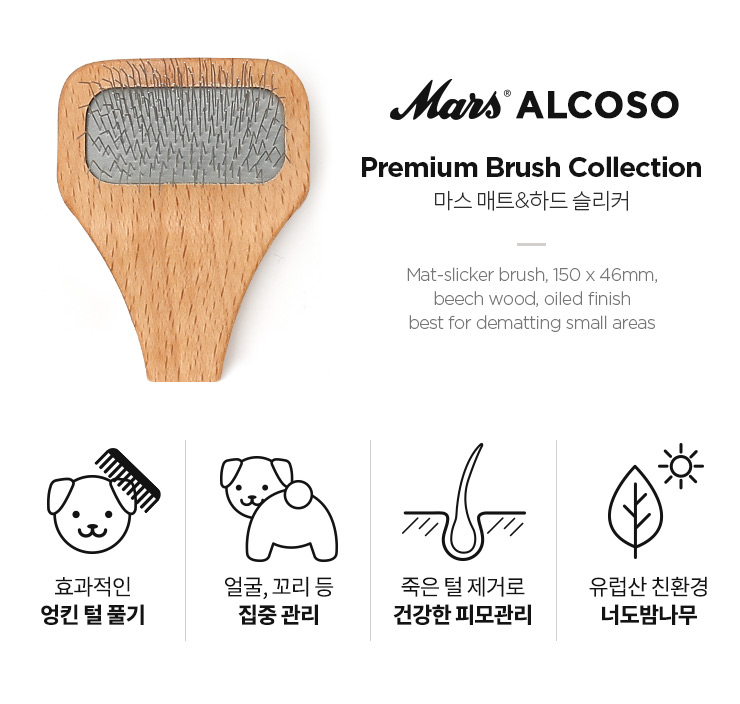 Mars® ALCOSO
Premium Brush Collection
마스 매트&하드 슬리커
Mat-slicker brush, 150 x 46mm,
beech wood, oiled finish
best for dematting small areas
효과적인
엉킨 털 풀기
얼굴, 꼬리 등
집중 관리
죽은 털 제거로
건강한 피모관리
유럽산 친환경
너도밤나무